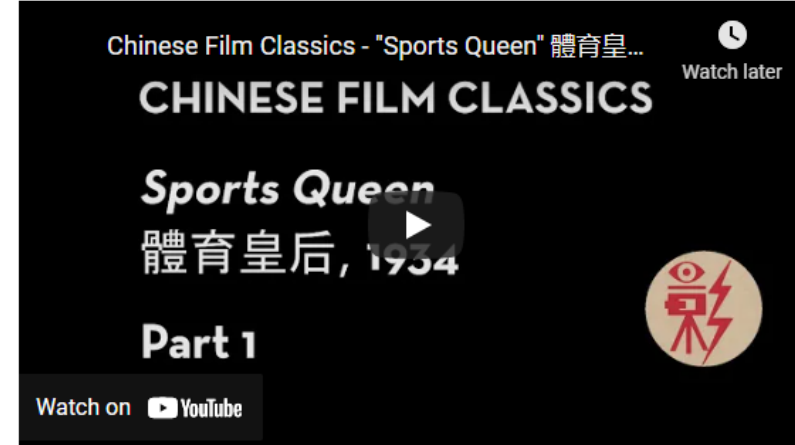 Chinese Film Classics - "Sports Queen" 體育皇...
Watch later
CHINESE FILM CLASSICS
Sports Queen
體育皇后, 1934
Part 1
Watch on YouTube